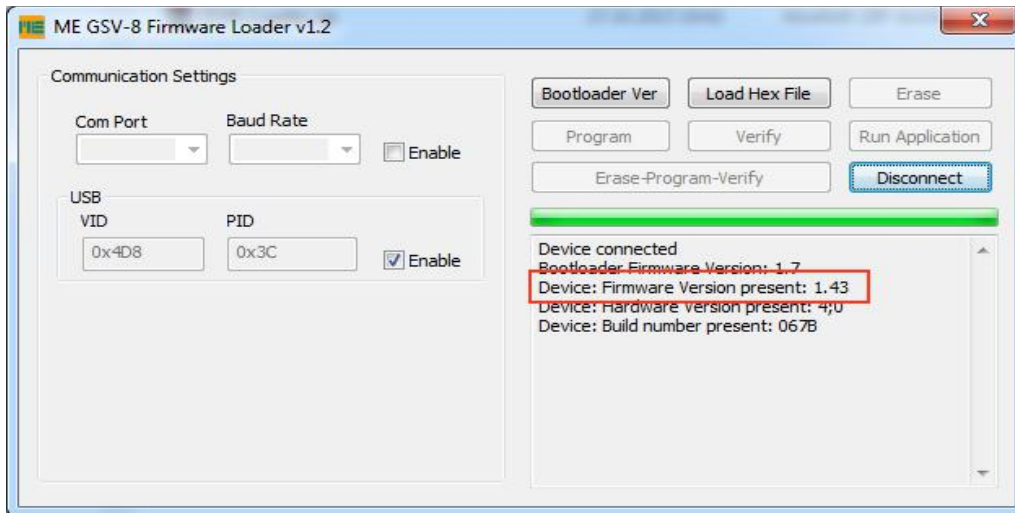 ME ME GSV-8 Firmware Loader v1.2
Communication Settings
Com Port Baud Rate
Enable
USB
VID PID
0x4D8 0x3C Enable
Bootloader Ver Load Hex File Erase
Program Verify Run Application
Erase-Program-Verify Disconnect
Device connected
Bootloader Firmware Version: 1.7
Device: Firmware Version present: 1.43
Device: Hardware Version present: 4;0
Device: Build number present: 067B